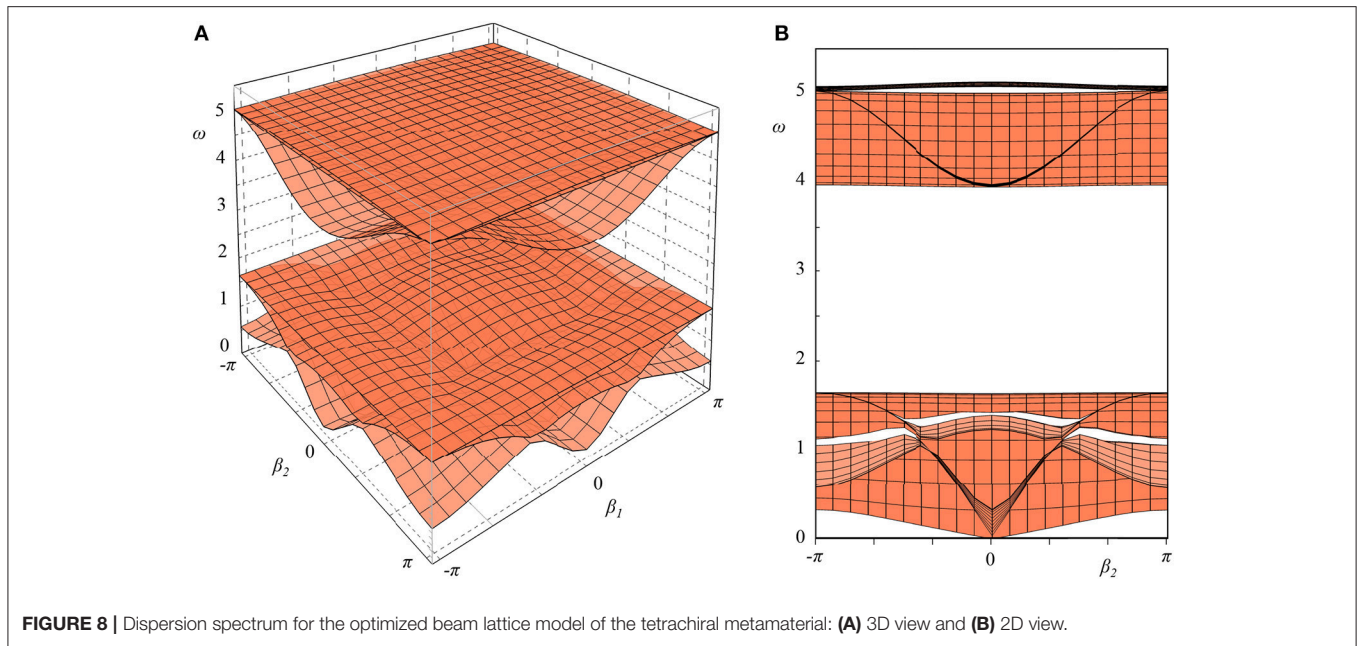 A
5
ω
4
3
2
1
0
-π
0
β2
π
-π
0
β1
π
B
5
ω
4
3
2
1
0
-π
0
β2
π
FIGURE 8 | Dispersion spectrum for the optimized beam lattice model of the tetrachiral metamaterial: (A) 3D view and (B) 2D view.